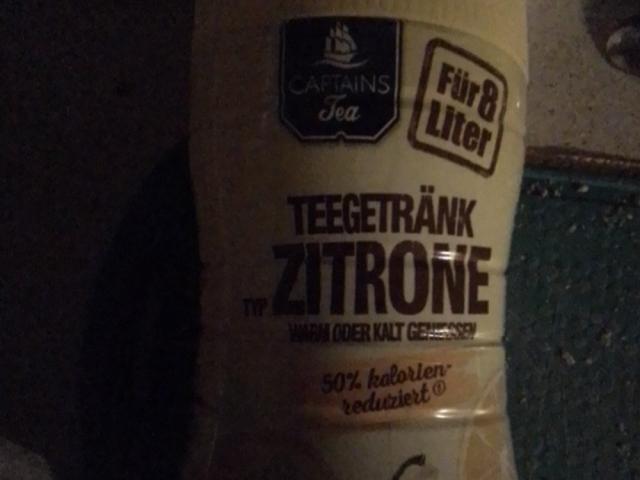 CAPTAINS
Tea
Für 8
Liter
TEEGETRÄNK
TYP ZITRONE
WARM ODER KALT GENIESSEN
50% kalorien-
reduziert